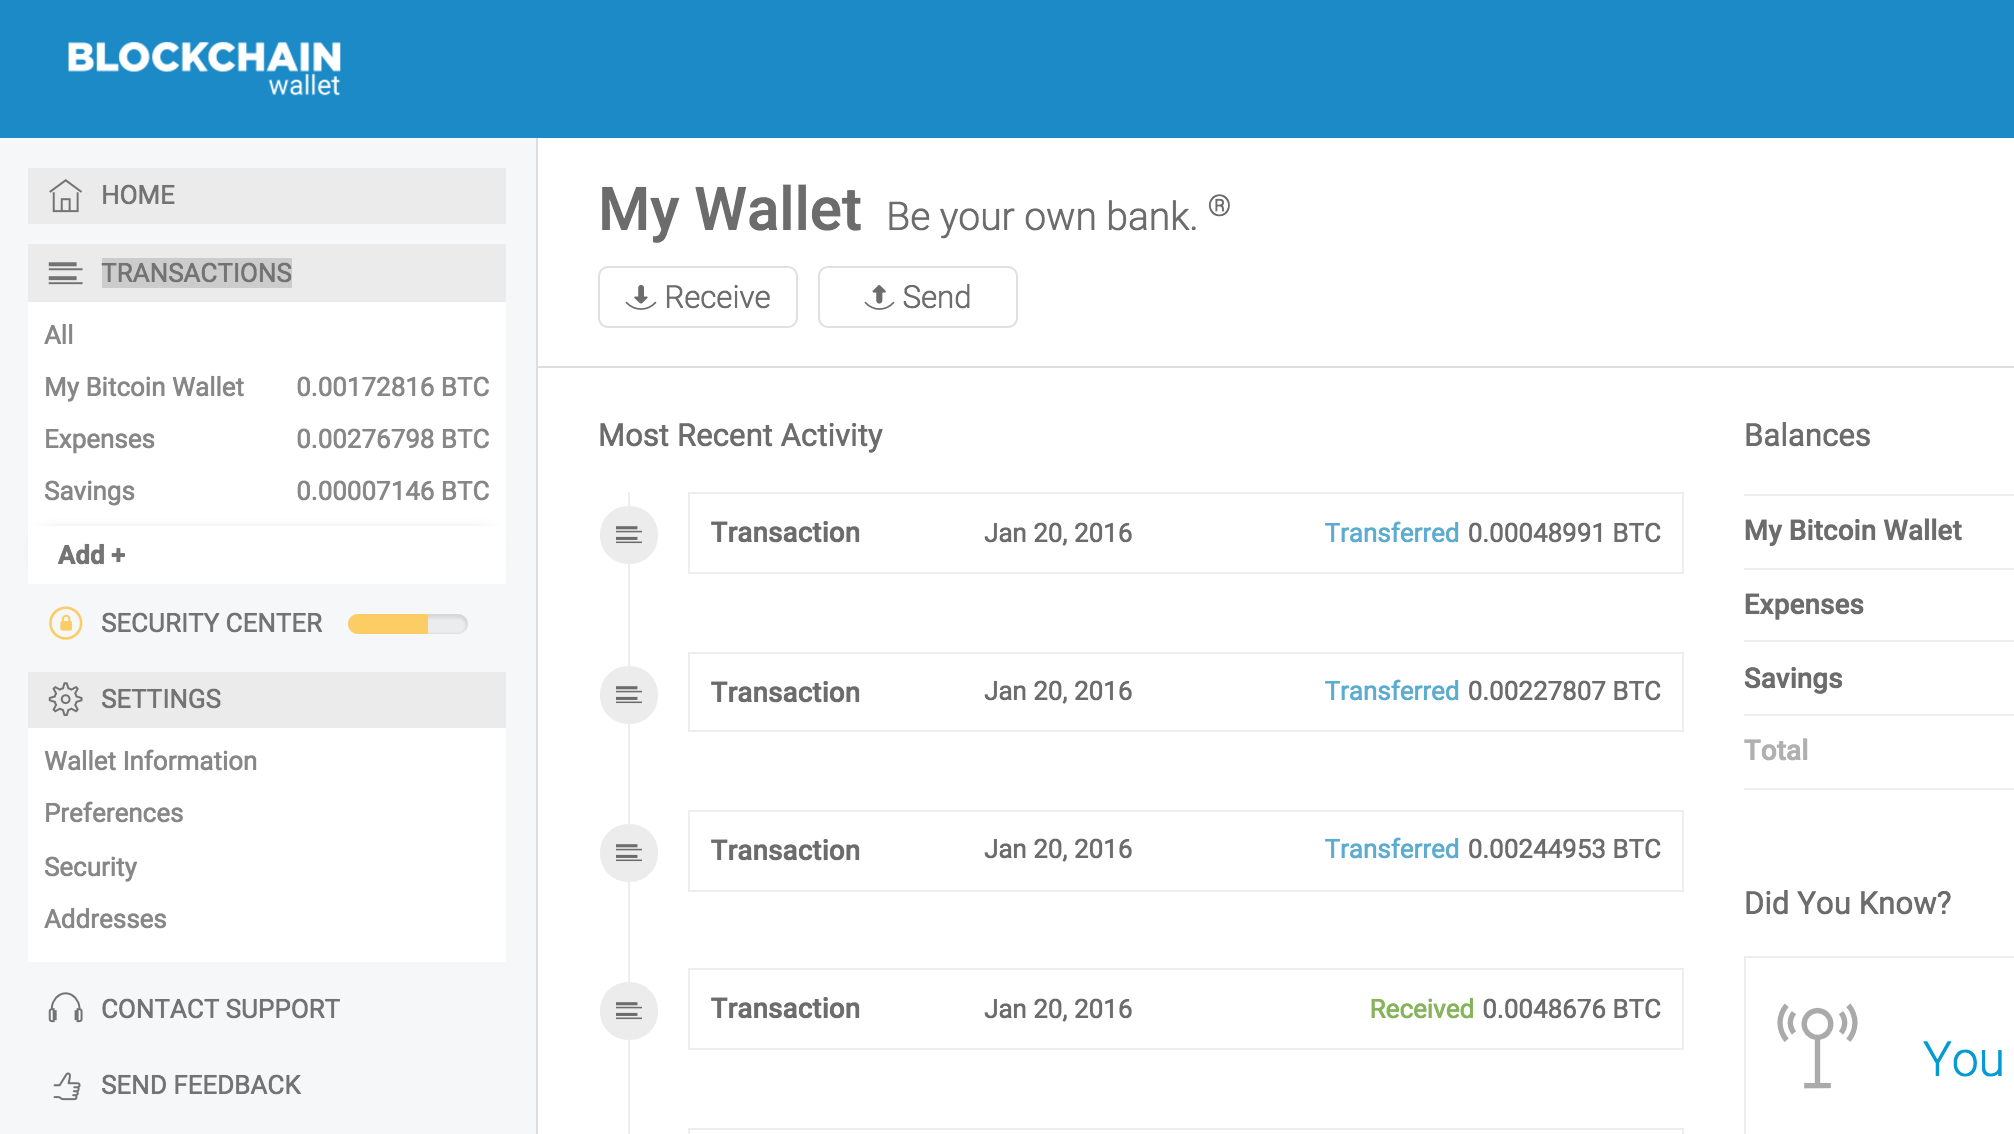 BLOCKCHAIN
wallet
HOME
TRANSACTIONS
All
My Bitcoin Wallet 0.00172816 BTC
Expenses 0.00276798 BTC
Savings 0.00007146 BTC
Add +
SECURITY CENTER
SETTINGS
Wallet Information
Preferences
Security
Addresses
CONTACT SUPPORT
SEND FEEDBACK
My Wallet Be your own bank. ®
Receive Send
Most Recent Activity
Transaction Jan 20, 2016 Transferred 0.00048991 BTC
Transaction Jan 20, 2016 Transferred 0.00227807 BTC
Transaction Jan 20, 2016 Transferred 0.00244953 BTC
Transaction Jan 20, 2016 Received 0.0048676 BTC
Balances
My Bitcoin Wallet
Expenses
Savings
Total
Did You Know?
You